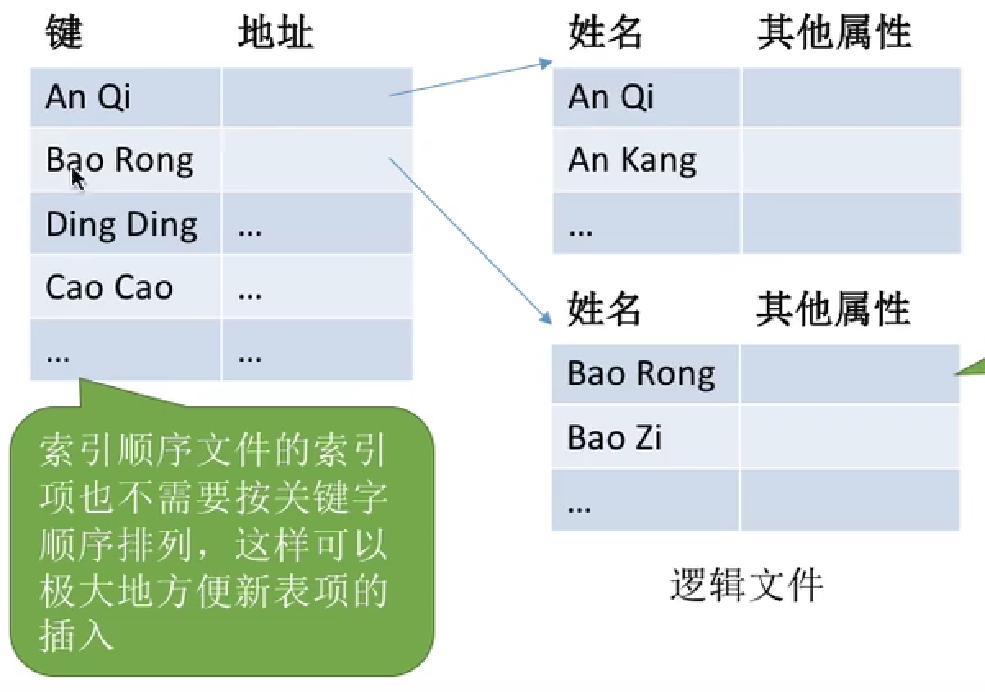 键 地址
An Qi
Bao Rong
Ding Ding ...
Cao Cao ...
... ...
索引顺序文件的索引
项也不需要按关键字
顺序排列，这样可以
极大地方便新表项的
插入
姓名 其他属性
An Qi
An Kang
...
姓名 其他属性
Bao Rong
Bao Zi
...
逻辑文件